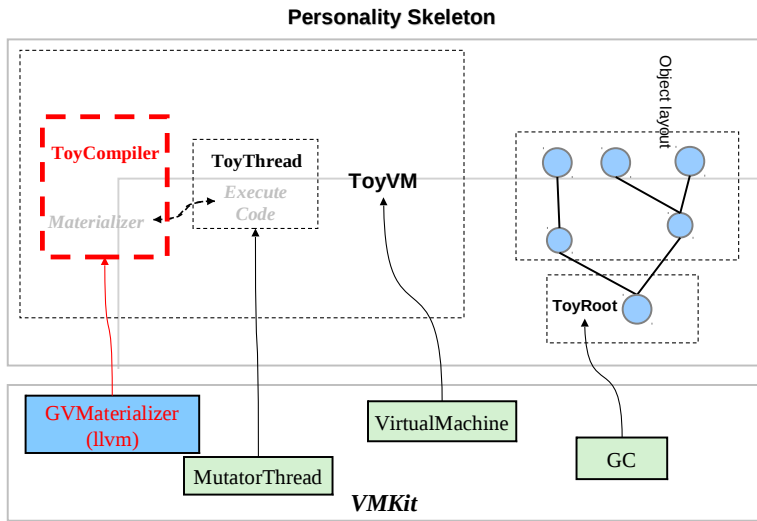 Personality Skeleton
Object layout
ToyCompiler
Materializer
ToyThread
Execute
Code
ToyVM
ToyRoot
GVMaterializer
(llvm)
MutatorThread
VirtualMachine
GC
VMKit